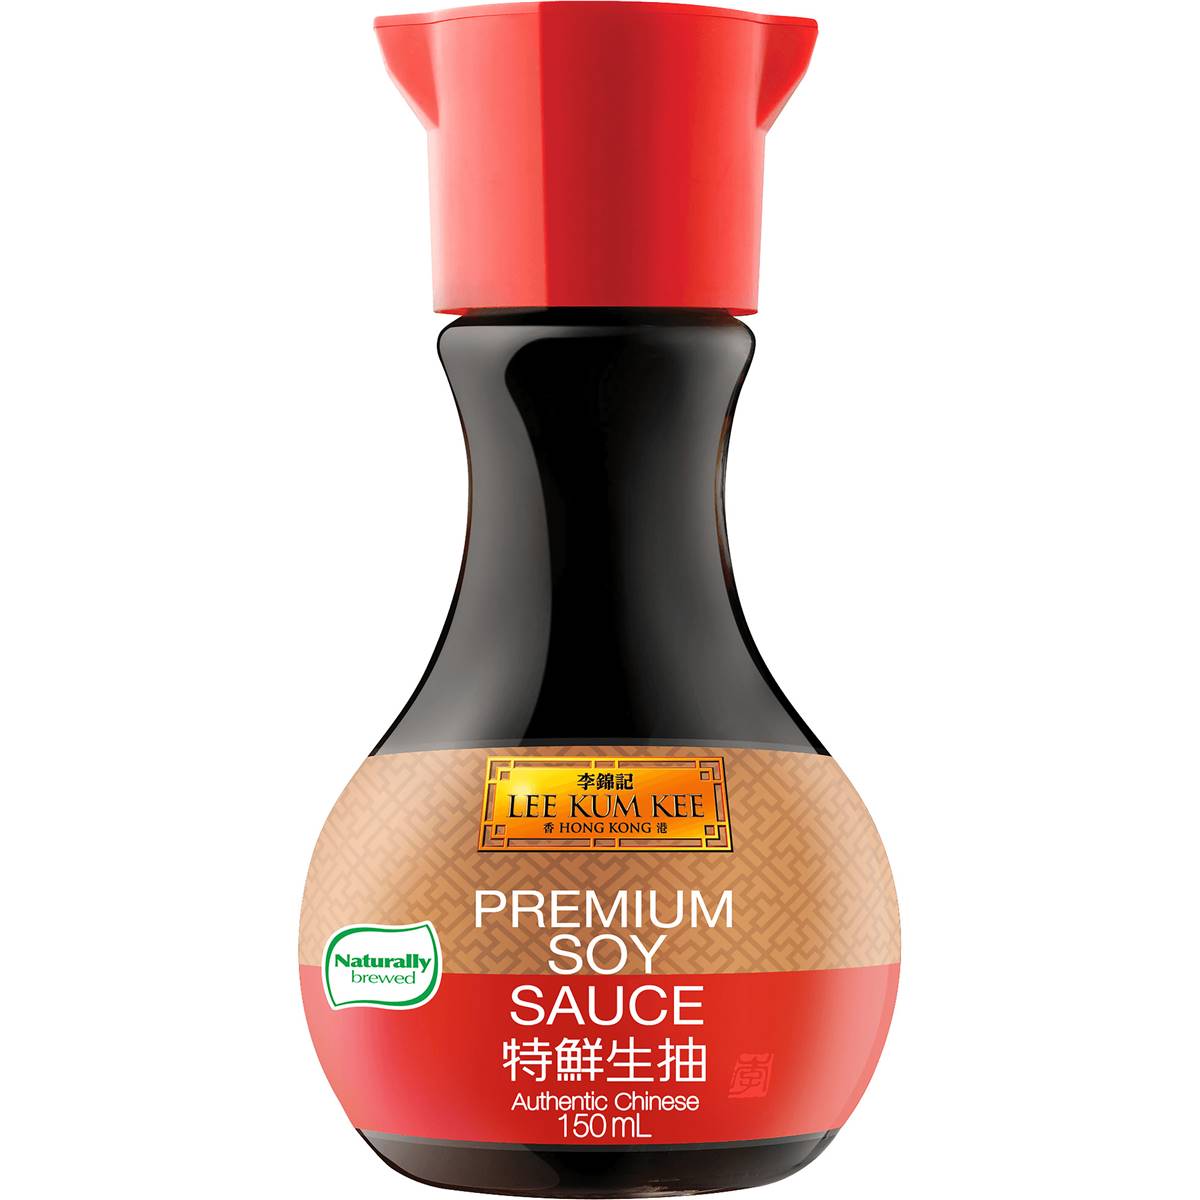 李錦記
LEE KUM KEE
香 HONG KONG 港
PREMIUM
SOY
SAUCE
特鮮生抽
Authentic Chinese
150 mL
Naturally
brewed
李